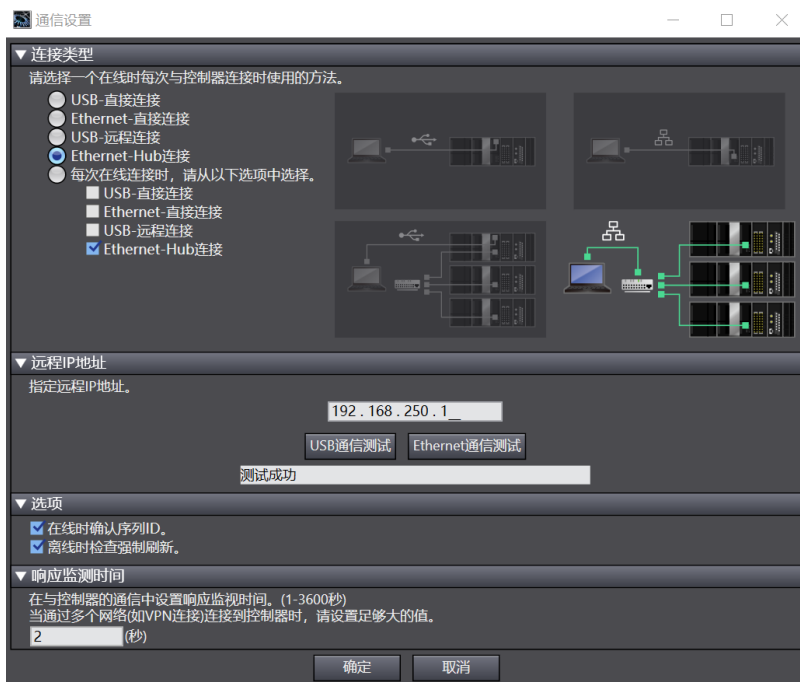 通信设置
▼连接类型
请选择一个在线时每次与控制器连接时使用的方法。
USB-直接连接
Ethernet-直接连接
USB-远程连接
Ethernet-Hub连接
每次在线连接时，请从以下选项中选择。
USB-直接连接
Ethernet-直接连接
USB-远程连接
Ethernet-Hub连接
▼远程IP地址
指定远程IP地址。
192 . 168 . 250 . 1__
USB通信测试 Ethernet通信测试
测试成功
▼选项
在线时确认序列ID。
离线时检查强制刷新。
▼响应监测时间
在与控制器的通信中设置响应监视时间。(1-3600秒)
当通过多个网络(如VPN连接)连接到控制器时，请设置足够大的值。
2 (秒)
确定 取消